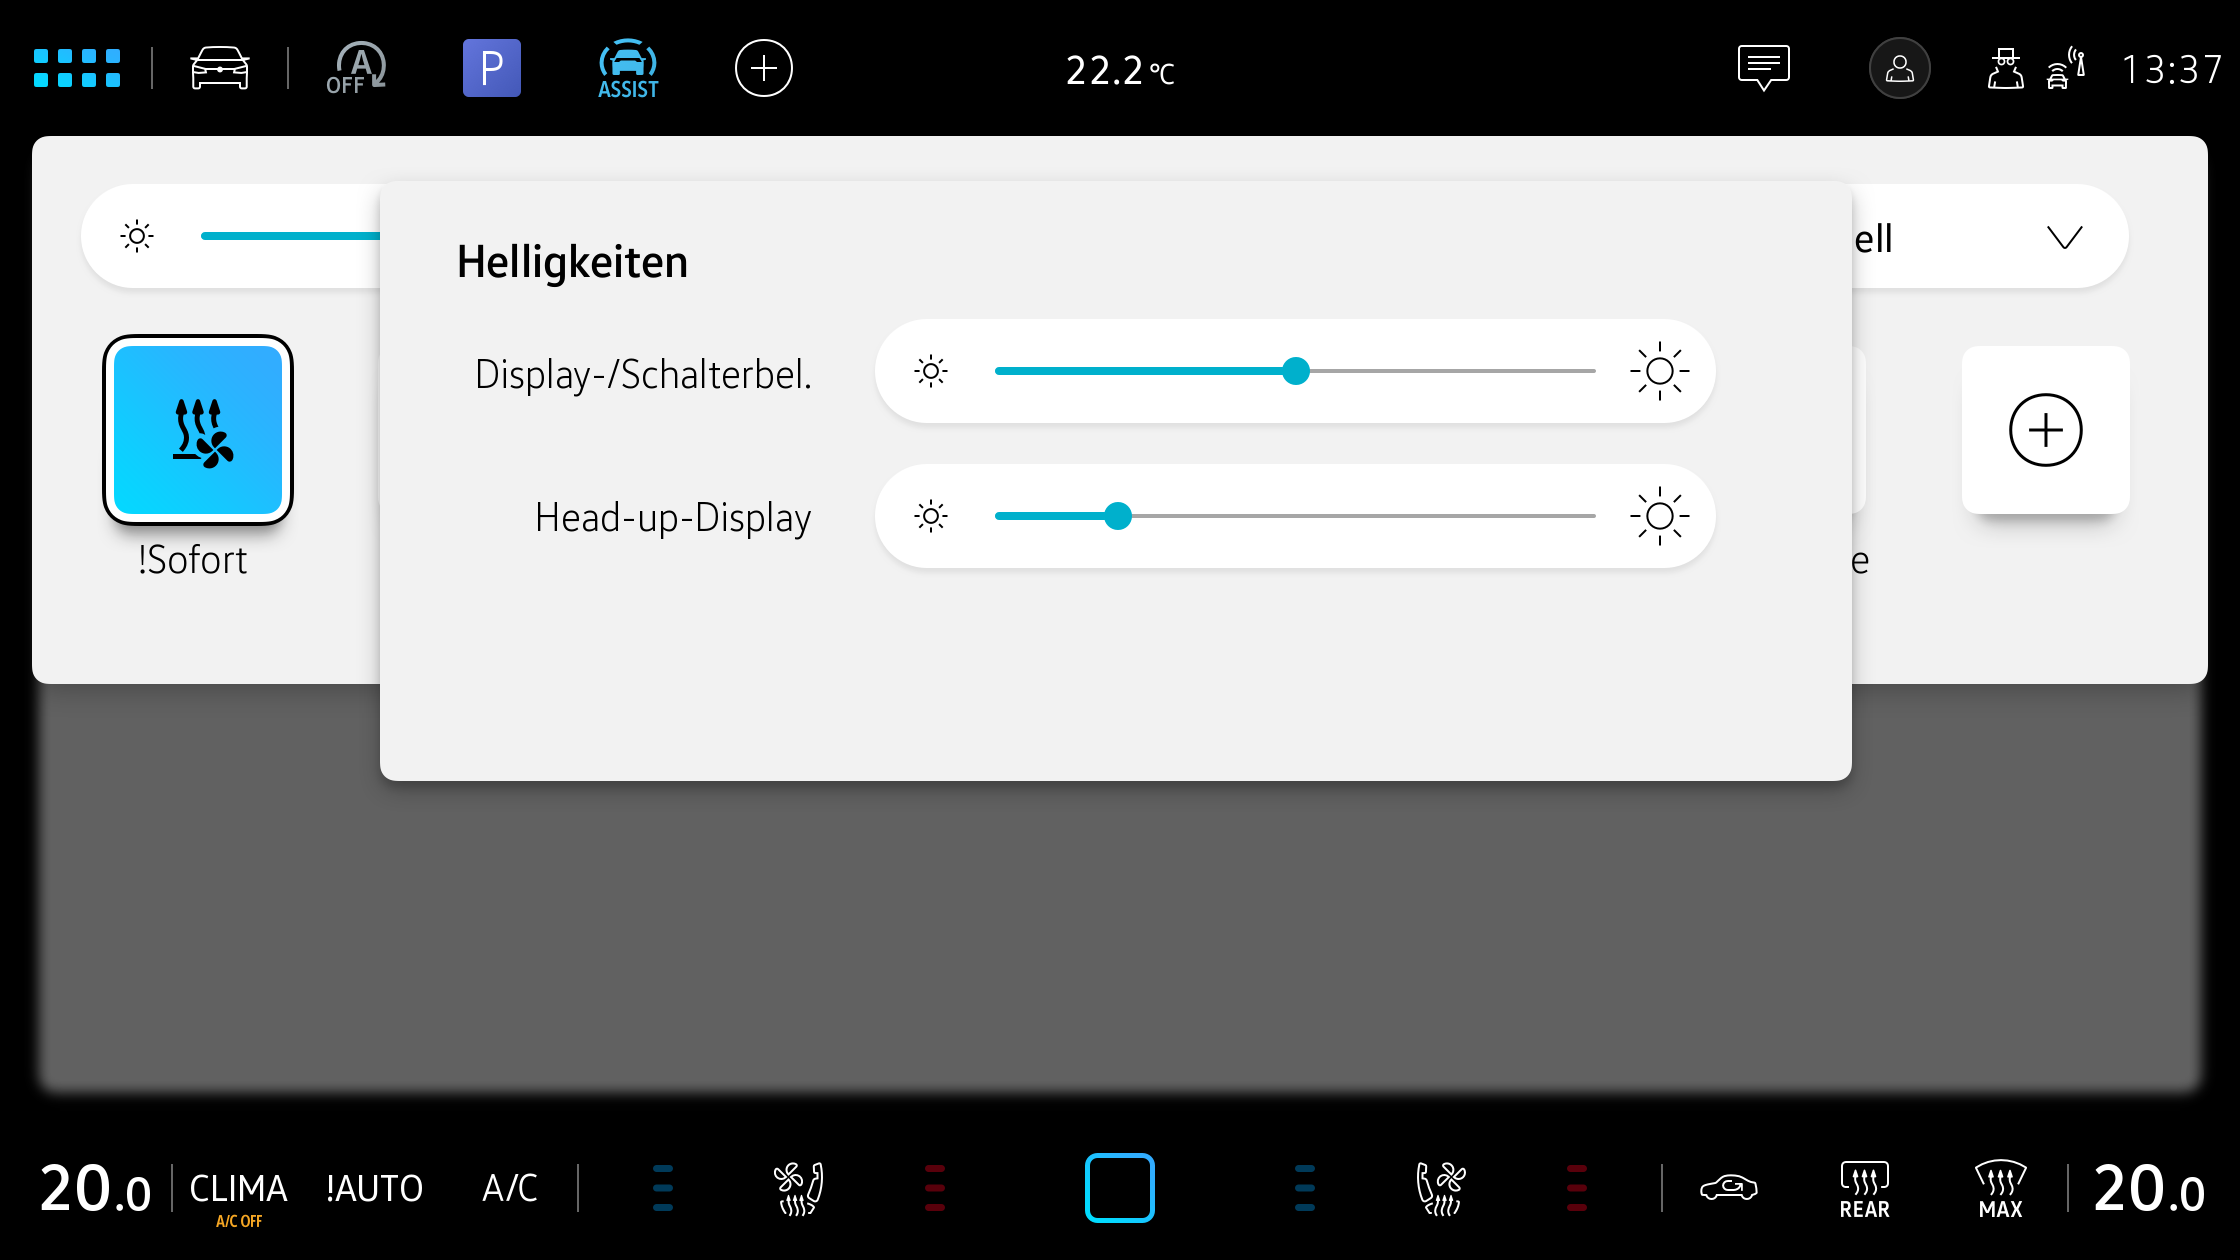 A
OFF
P
ASSIST
22.2 °C
13:37
Helligkeiten
ell
Display-/Schalterbel.
Head-up-Display
!Sofort
e
20.0
CLIMA
A/C OFF
!AUTO
A/C
REAR
MAX
20.0